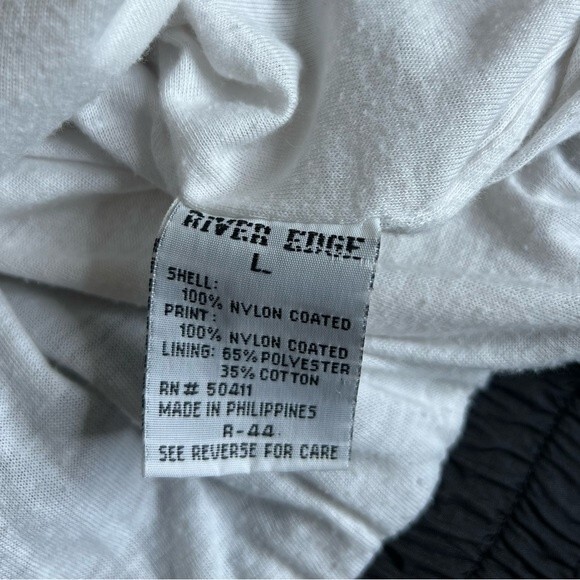 RIVER EDGE
L
SHELL:
100% NYLON COATED
PRINT:
100% NYLON COATED
LINING: 65% POLYESTER
35% COTTON
RN# 50411
MADE IN PHILIPPINES
R-44
SEE REVERSE FOR CARE